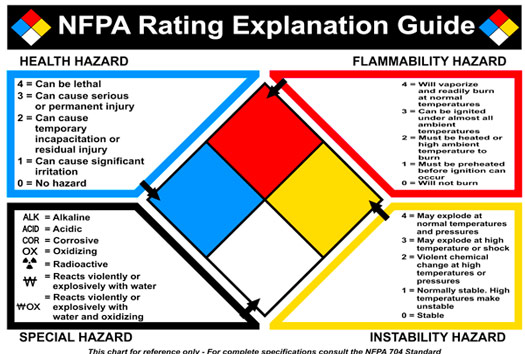 NFPA Rating Explanation Guide
HEALTH HAZARD
4 = Can be lethal
3 = Can cause serious
or permanent injury
2 = Can cause
temporary
incapacitation or
residual injury
1 = Can cause significant
irritation
0 = No hazard
FLAMMABILITY HAZARD
4 = Will vaporize
and readily burn
at normal
temperatures
3 = Can be ignited
under almost all
ambient
temperatures
2 = Must be heated or
high ambient
temperature to
burn
1 = Must be preheated
before ignition can
occur
0 = Will not burn
ALK = Alkaline
ACID = Acidic
COR = Corrosive
OX = Oxidizing
= Radioactive
W = Reacts violently or
explosively with water
WOX = Reacts violently or
explosively with
water and oxidizing
SPECIAL HAZARD
4 = May explode at
normal temperatures
and pressures
3 = May explode at high
temperature or shock
2 = Violent chemical
change at high
temperatures or
pressures
1 = Normally stable. High
temperatures make
unstable
0 = Stable
INSTABILITY HAZARD
This chart for reference only - For complete specifications consult the NFPA 704 Standard